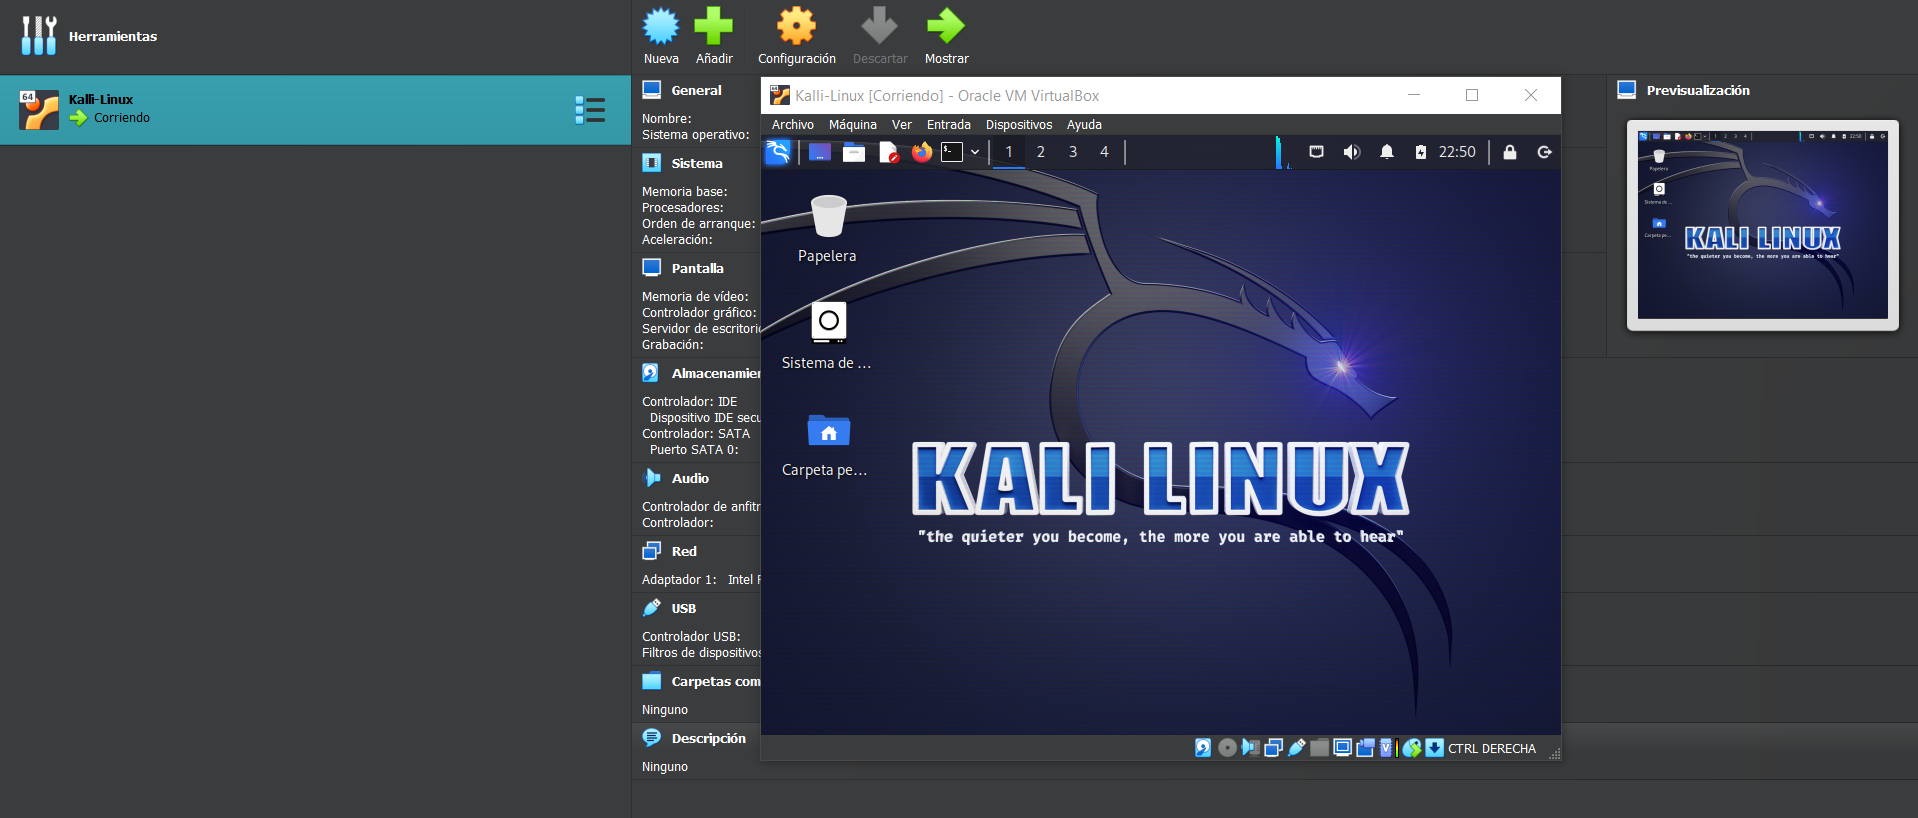 Herramientas
Nueva
Añadir
Configuración
Descartar
Mostrar
64
Kalli-Linux
Corriendo
General
Nombre:
Sistema operativo:
Sistema
Memoria base:
Procesadores:
Orden de arranque:
Aceleración:
Pantalla
Memoria de vídeo:
Controlador gráfico:
Servidor de
Grabación:
Controlador: IDE
Dispositivo IDE
Controlador: SATA
Puerto SATA 0:
Audio
Controlador de
Controlador:
Red
Adaptador 1: Intel
USB
Controlador USB:
Filtros de dispositivos
Carpetas
Ninguno
Descripción
Ninguno
Kalli-Linux [Corriendo] - Oracle VM VirtualBox
Archivo Máquina Ver Entrada Dispositivos Ayuda
1 2 3 4 22:50
Papelera
Sistema de ...
Carpeta pe...
KALI LINUX
"the quieter you become, the more you are able to hear"
CTRL DERECHA
Previsualización
1 2 3 4 22:50
Papelera
Sistema de ...
Carpeta pe...
KALI LINUX
"the quieter you become, the more you are able to hear"